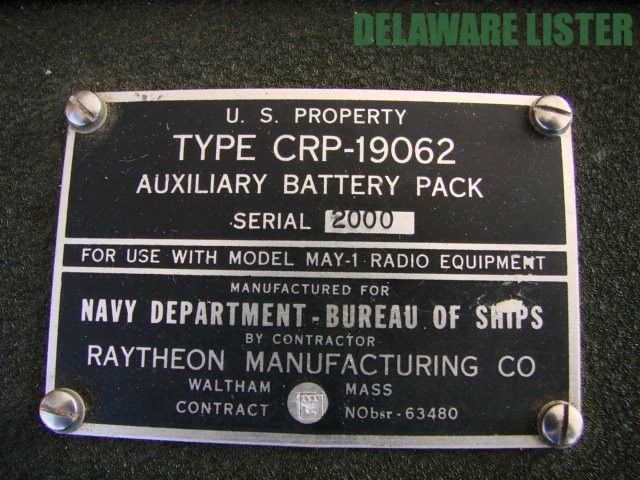 DELAWARE LISTER
U. S. PROPERTY
TYPE CRP-19062
AUXILIARY BATTERY PACK
SERIAL 2000
FOR USE WITH MODEL MAY-1 RADIO EQUIPMENT
MANUFACTURED FOR
NAVY DEPARTMENT - BUREAU OF SHIPS
BY CONTRACTOR
RAYTHEON MANUFACTURING CO
WALTHAM MASS
CONTRACT NObsr-63480